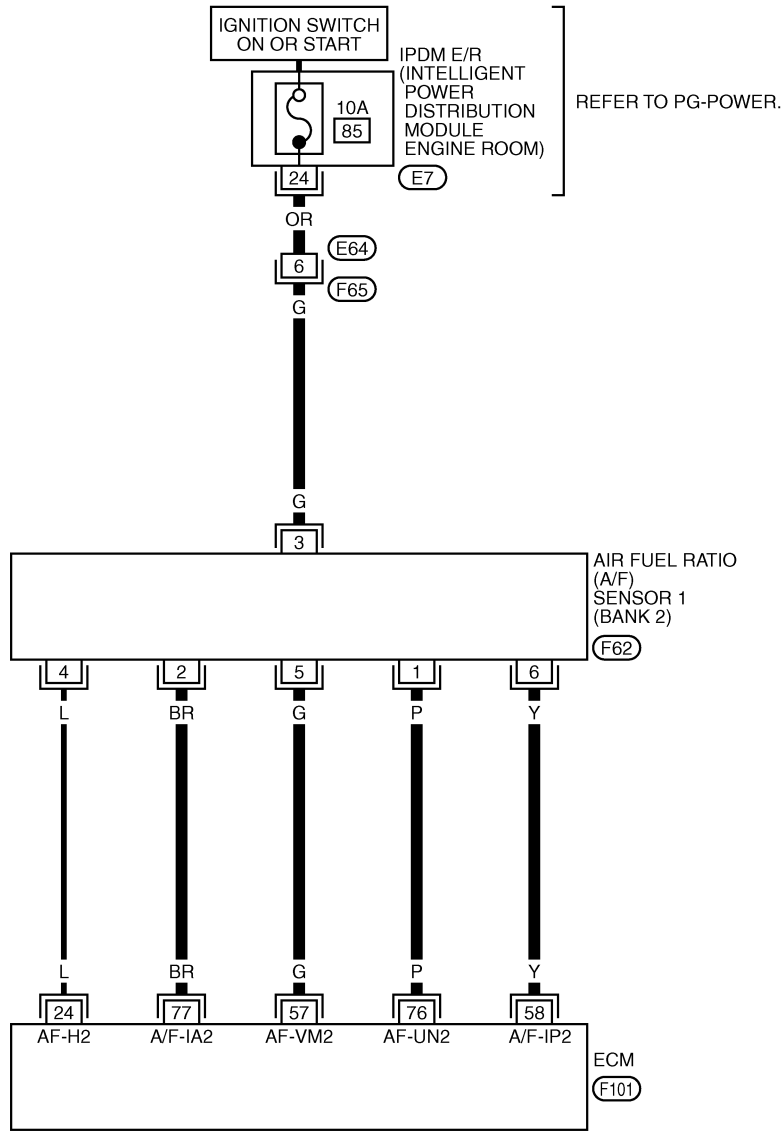 IGNITION SWITCH
ON OR START
IPDM E/R
(INTELLIGENT
POWER
DISTRIBUTION
MODULE
ENGINE ROOM)
REFER TO PG-POWER.
10A
85
24
E7
OR
E64
6
F65
G
G
3
AIR FUEL RATIO
(A/F)
SENSOR 1
(BANK 2)
F62
4 2 5 1 6
L BR G P Y
L BR G P Y
24 77 57 76 58
AF-H2 A/F-IA2 AF-VM2 AF-UN2 A/F-IP2
ECM
F101